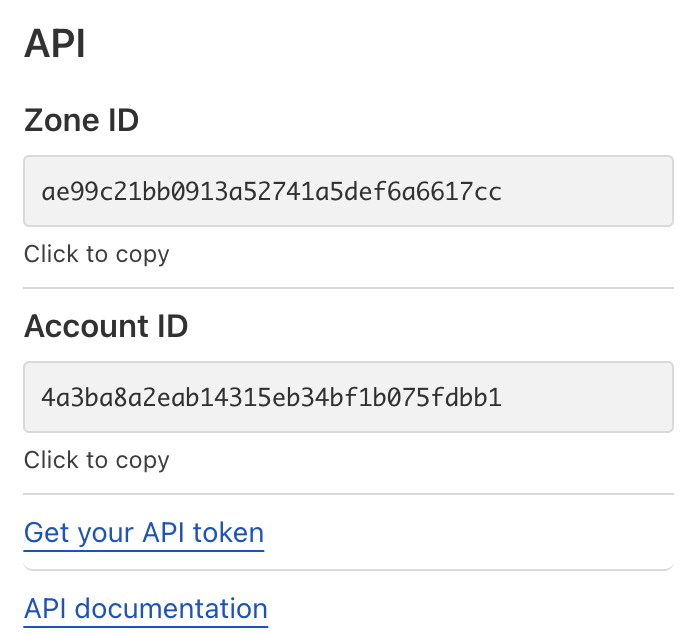 API
Zone ID
ae99c21bb0913a52741a5def6a6617cc
Click to copy
Account ID
4a3ba8a2eab14315eb34bf1b075fdbb1
Click to copy
Get your API token
API documentation